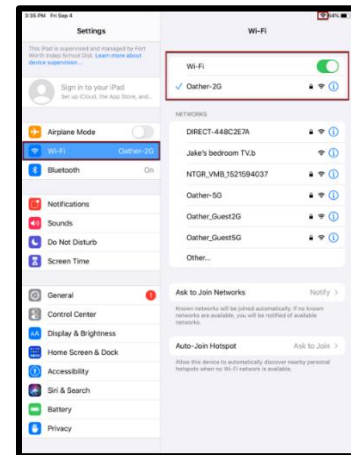 3:35 PM Fri Sep 4
84%
Settings
This iPad is supervised and managed by Fort
Worth Indep School Dist. Learn more about
device supervision...
Sign in to your iPad
Set up iCloud, the App Store, and...
Airplane Mode
Wi-Fi Oather-2G
Bluetooth On
Notifications
Sounds
Do Not Disturb
Screen Time
General
Control Center
AA Display & Brightness
Home Screen & Dock
Accessibility
Siri & Search
Battery
Privacy
Wi-Fi
Wi-Fi
Oather-2G
NETWORKS
DIRECT-448C2E7A
Jake's bedroom TV.b
NTGR_VMB_1521594037
Oather-5G
Oather_Guest2G
Oather_Guest5G
Other...
Ask to Join Networks Notify
Known networks will be joined automatically. If no known
networks are available, you will be notified of available
networks.
Auto-Join Hotspot Ask to Join
Allow this device to automatically discover nearby personal
hotspots when no Wi-Fi network is available.